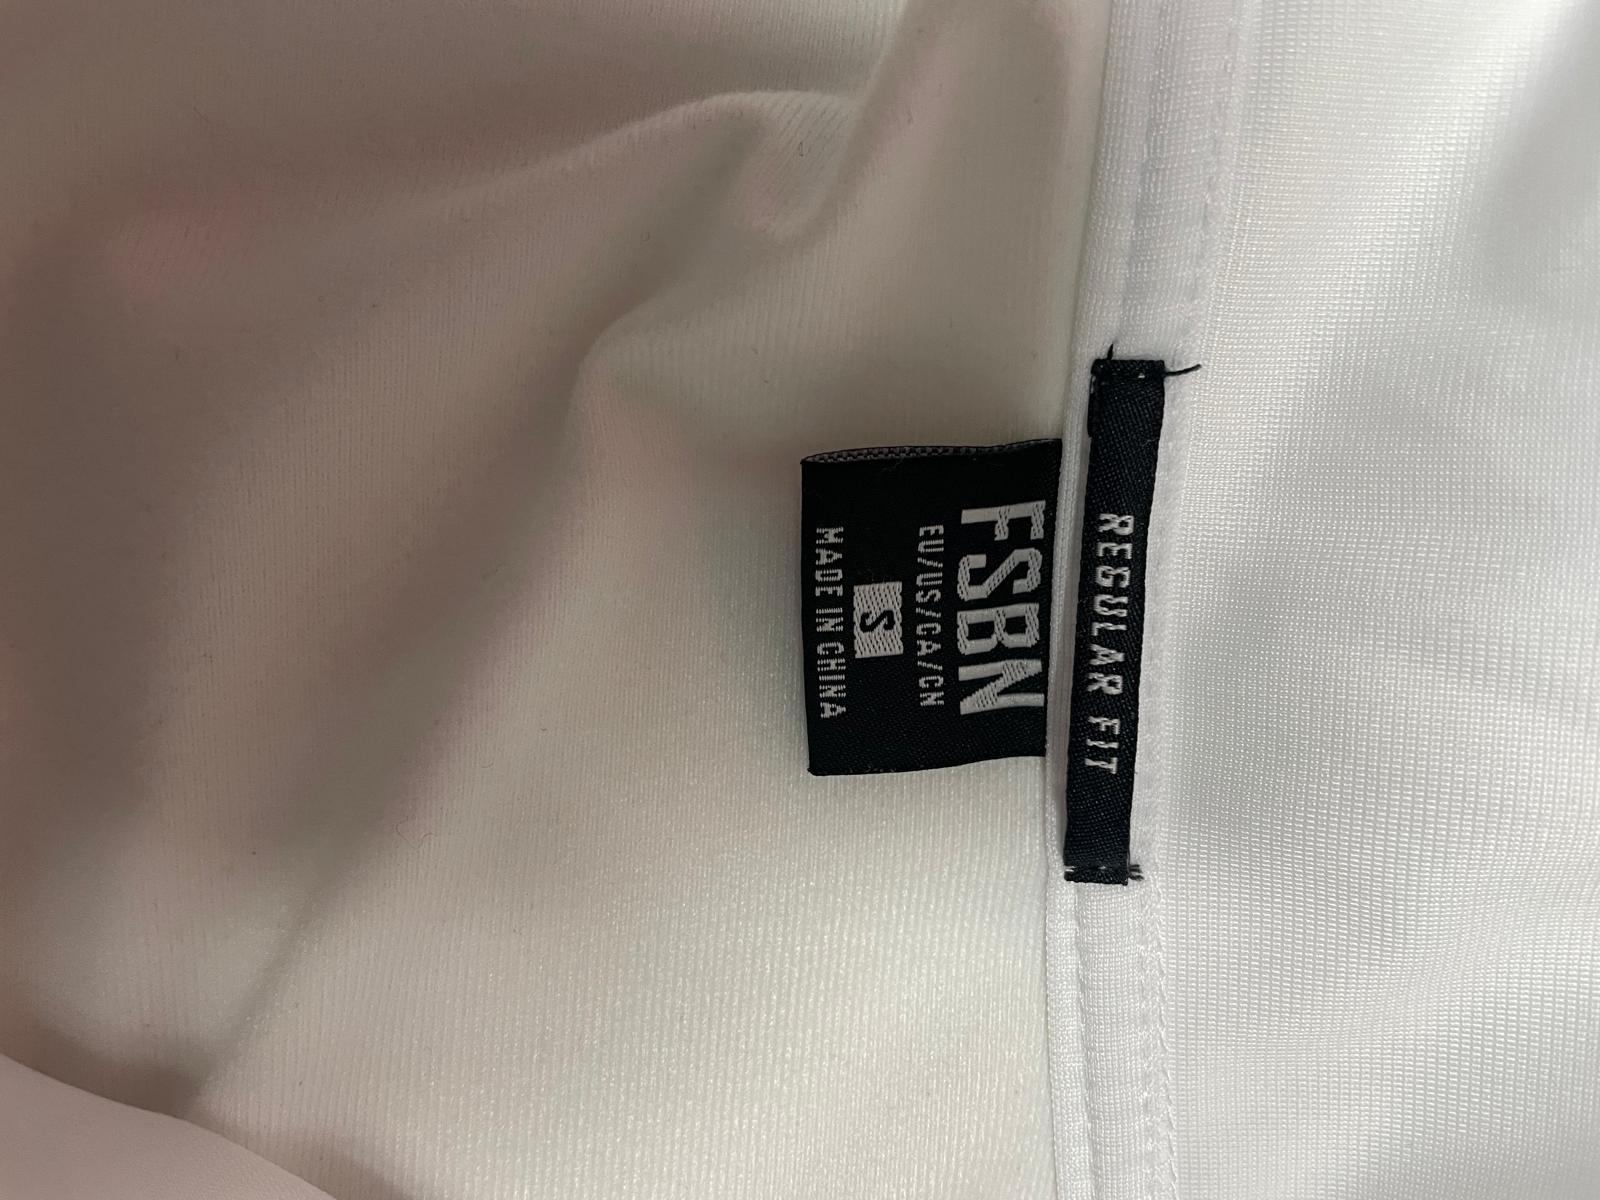 REGULAR FIT
FSBN
EU/US/CA/CN
S
MADE IN CHINA